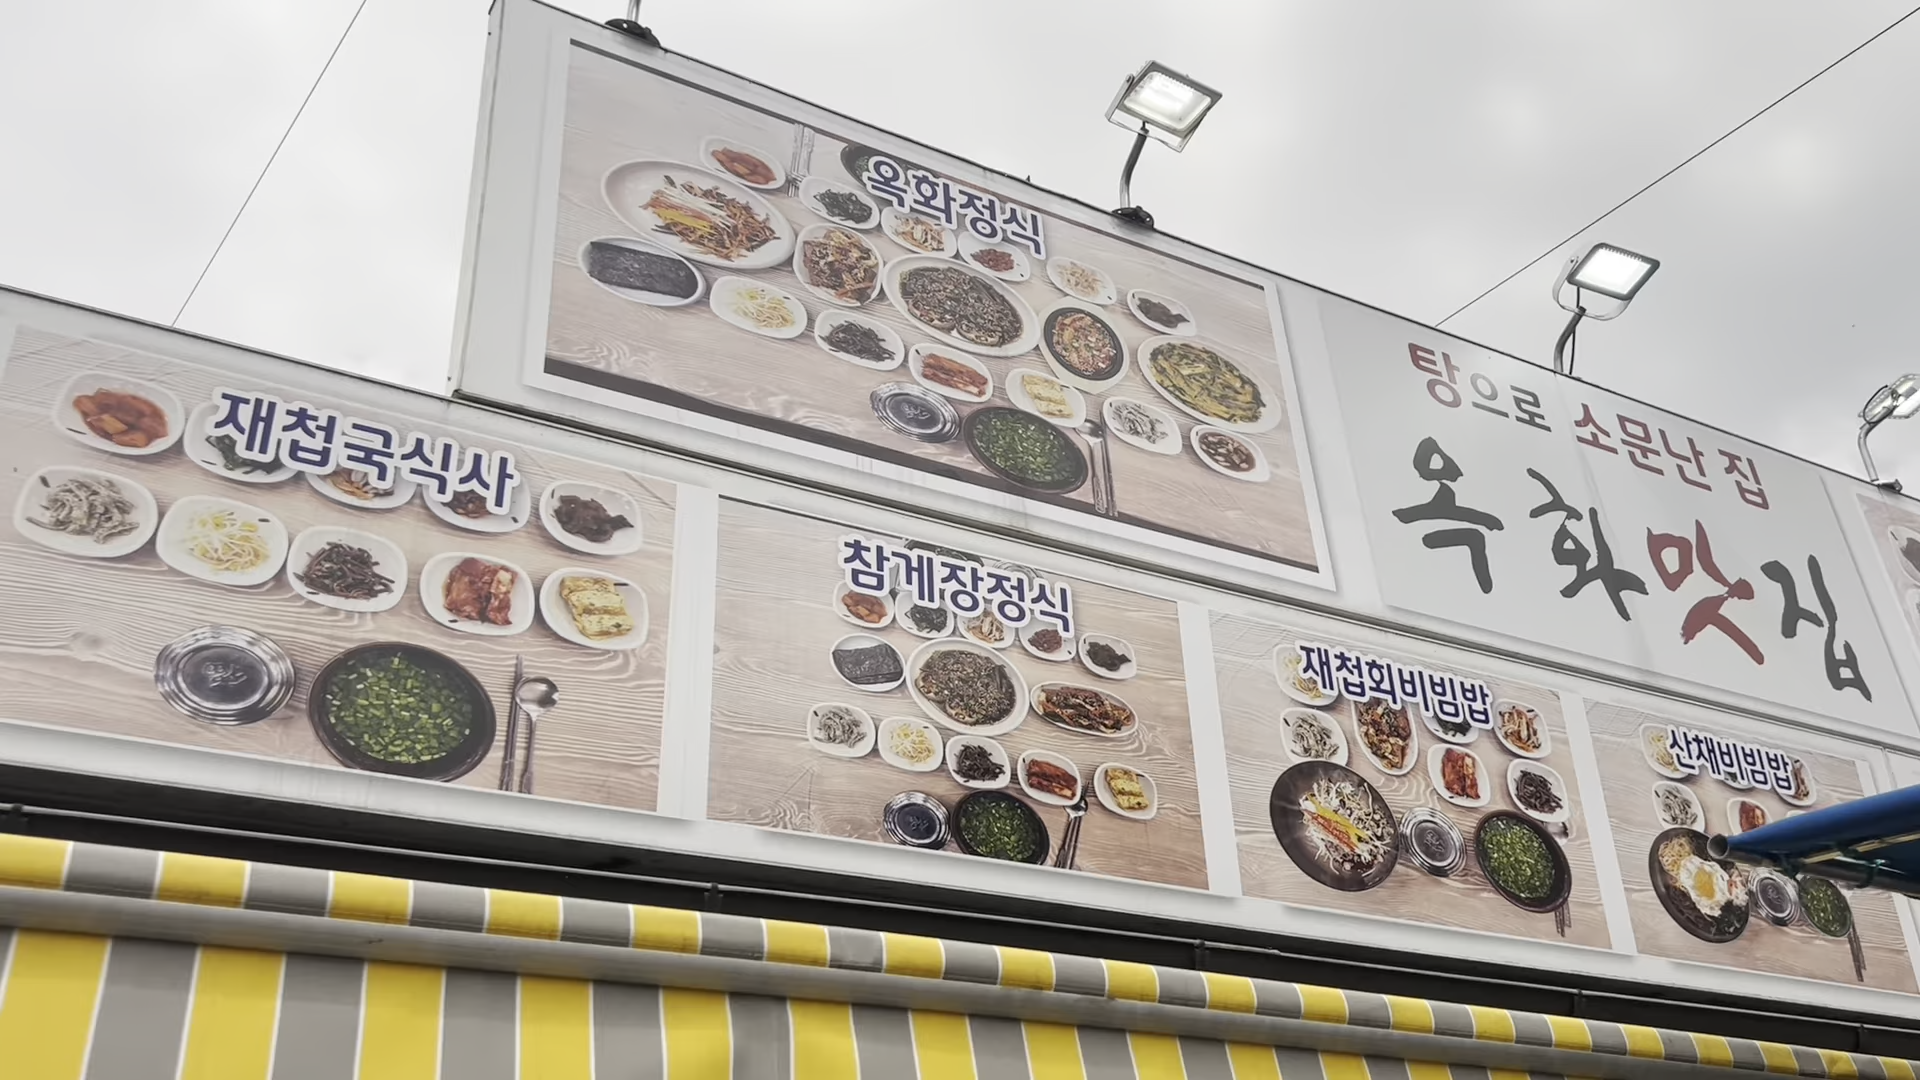 옥화정식
탕으로 소문난 집
옥화맛집
재첩국식사
참게장정식
재첩회비빔밥
산채비빔밥